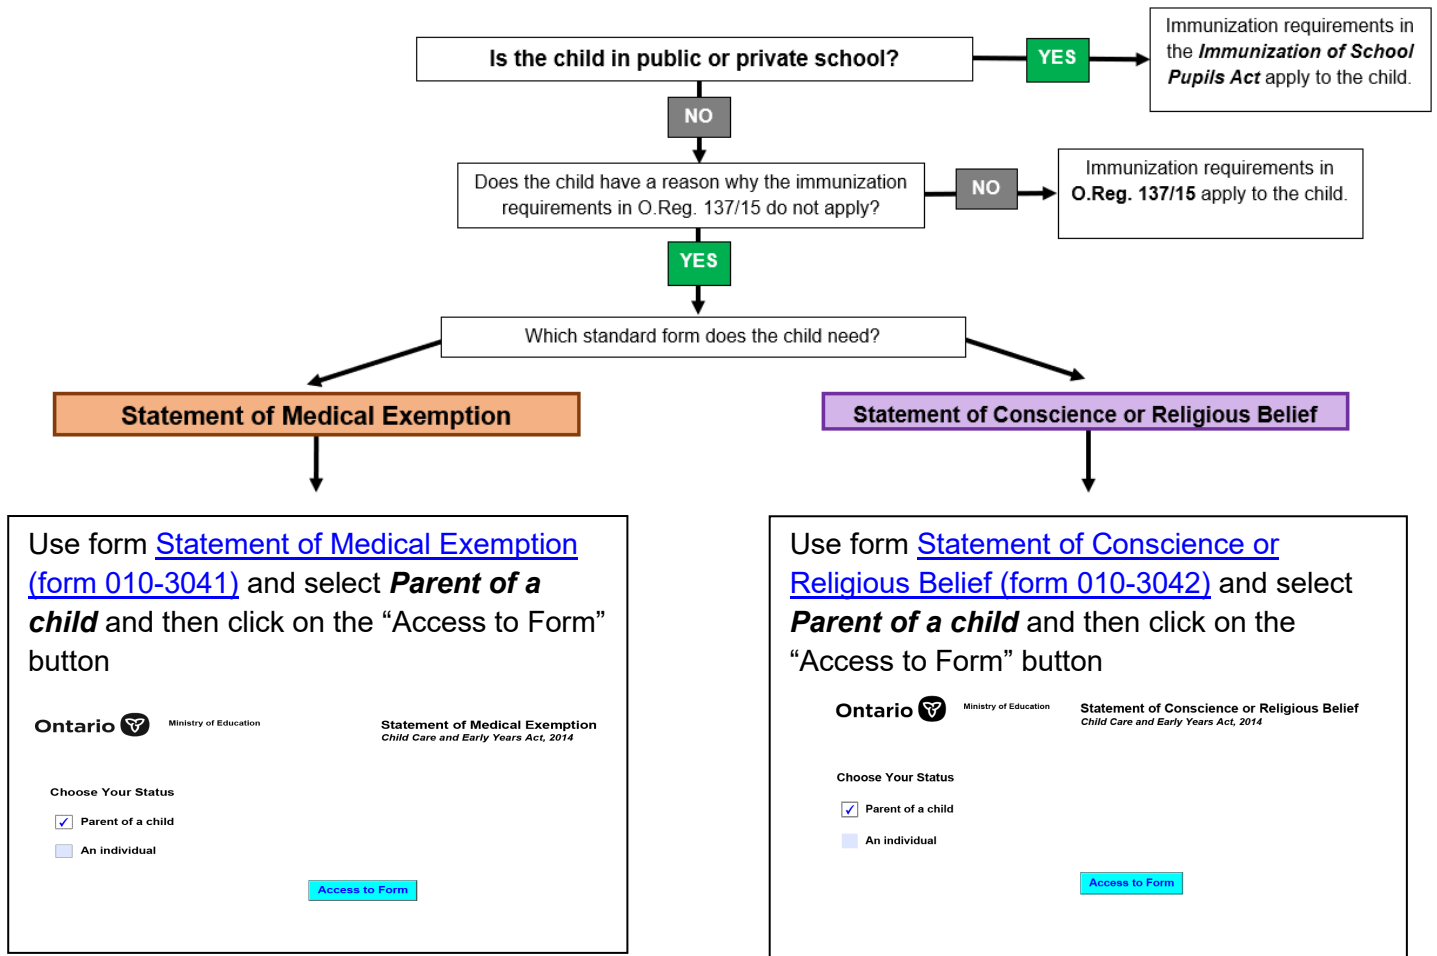 Is the child in public or private school?
YES
Immunization requirements in
the Immunization of School
Pupils Act apply to the child.
NO
Does the child have a reason why the immunization
requirements in O.Reg. 137/15 do not apply?
NO
Immunization requirements in
O.Reg. 137/15 apply to the child.
YES
Which standard form does the child need?
Statement of Medical Exemption
Statement of Conscience or Religious Belief
Use form Statement of Medical Exemption
(form 010-3041) and select Parent of a
child and then click on the “Access to Form”
button
Ontario
Ministry of Education
Statement of Medical Exemption
Child Care and Early Years Act, 2014
Choose Your Status
Parent of a child
An individual
Access to Form
Use form Statement of Conscience or
Religious Belief (form 010-3042) and select
Parent of a child and then click on the
“Access to Form” button
Ontario
Ministry of Education
Statement of Conscience or Religious Belief
Child Care and Early Years Act, 2014
Choose Your Status
Parent of a child
An individual
Access to Form